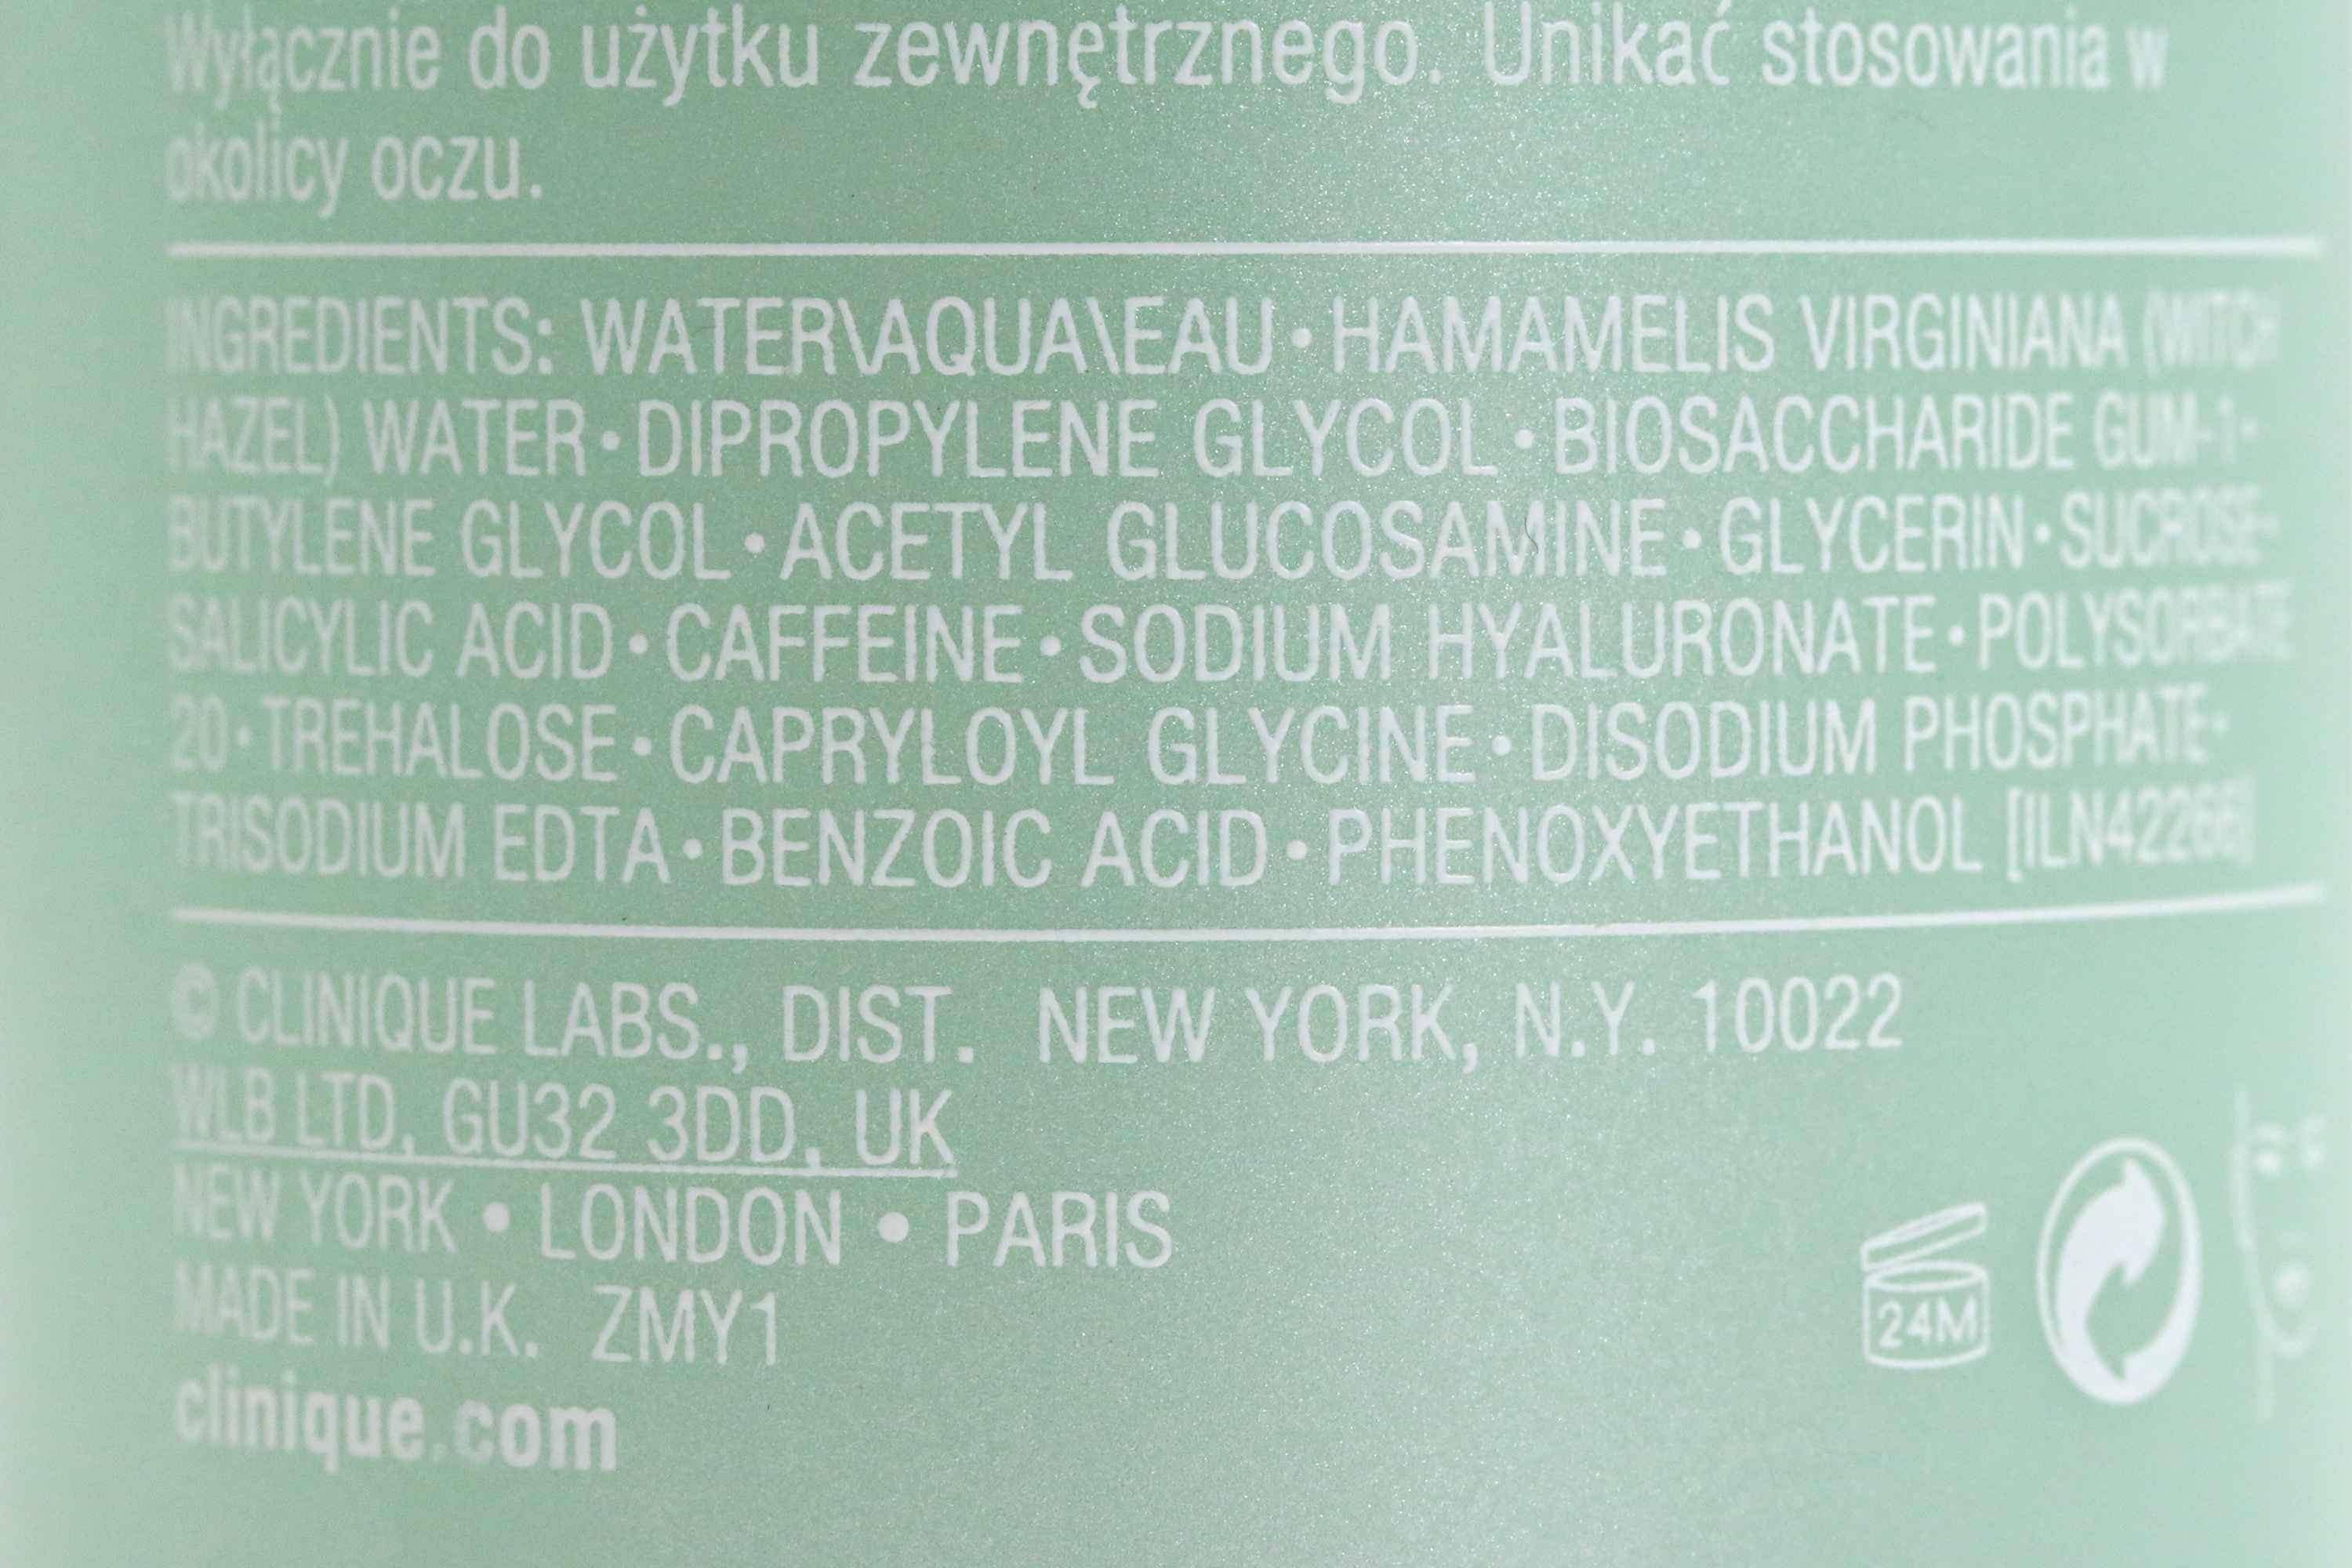 Wyłącznie do użytku zewnętrznego. Unikać stosowania w
okolicy oczu.
INGREDIENTS: WATER\AQUA\EAU•HAMAMELIS VIRGINIANA (WITCH
HAZEL) WATER•DIPROPYLENE GLYCOL•BIOSACCHARIDE GUM-1•
BUTYLENE GLYCOL•ACETYL GLUCOSAMINE•GLYCERIN•SUCROSE•
SALICYLIC ACID•CAFFEINE•SODIUM HYALURONATE•POLYSORBATE
20•TREHALOSE•CAPRYLOYL GLYCINE•DISODIUM PHOSPHATE•
TRISODIUM EDTA•BENZOIC ACID•PHENOXYETHANOL [ILN42266]
© CLINIQUE LABS., DIST. NEW YORK, N.Y. 10022
WLB LTD, GU32 3DD, UK
NEW YORK • LONDON • PARIS
MADE IN U.K. ZMY1
clinique.com
24M